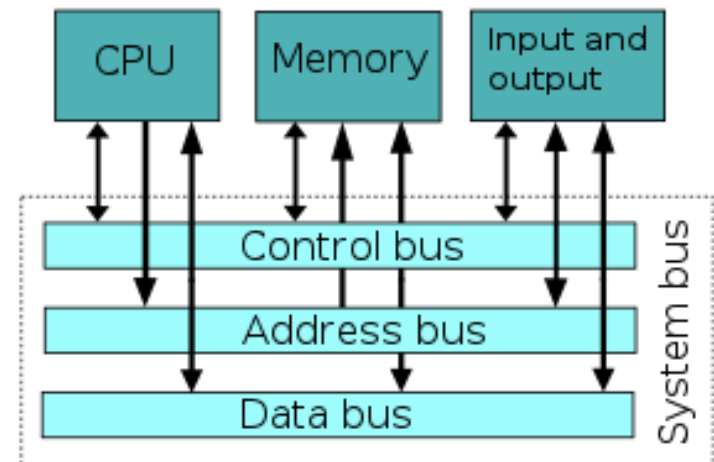 CPU
Memory
Input and
output
Control bus
Address bus
Data bus
System bus